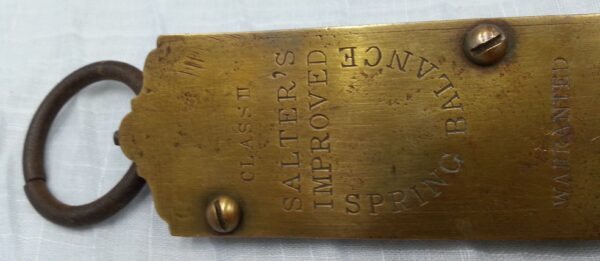 CLASS II
SALTER'S
IMPROVED
SPRING BALANCE
WARRANTED